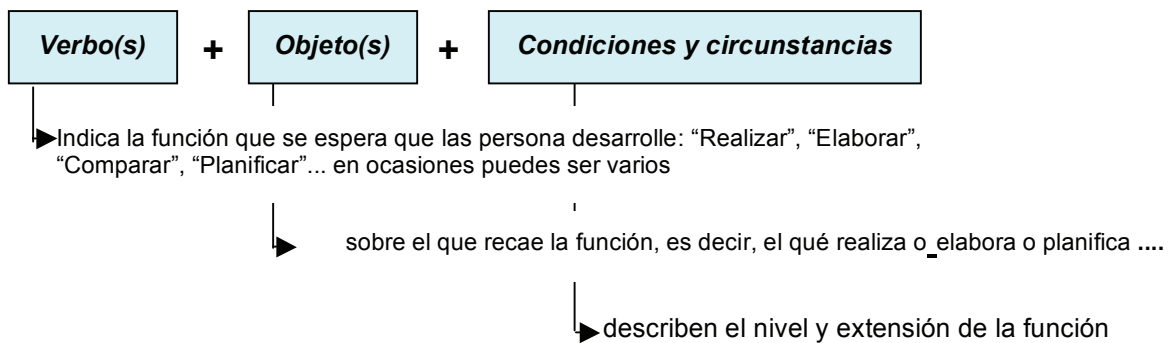 Verbo(s) + Objeto(s) + Condiciones y circunstancias
Indica la función que se espera que las persona desarrolle: “Realizar”, “Elaborar”,
“Comparar”, “Planificar”... en ocasiones puedes ser varios
sobre el que recae la función, es decir, el qué realiza o_elabora o planifica ....
describen el nivel y extensión de la función